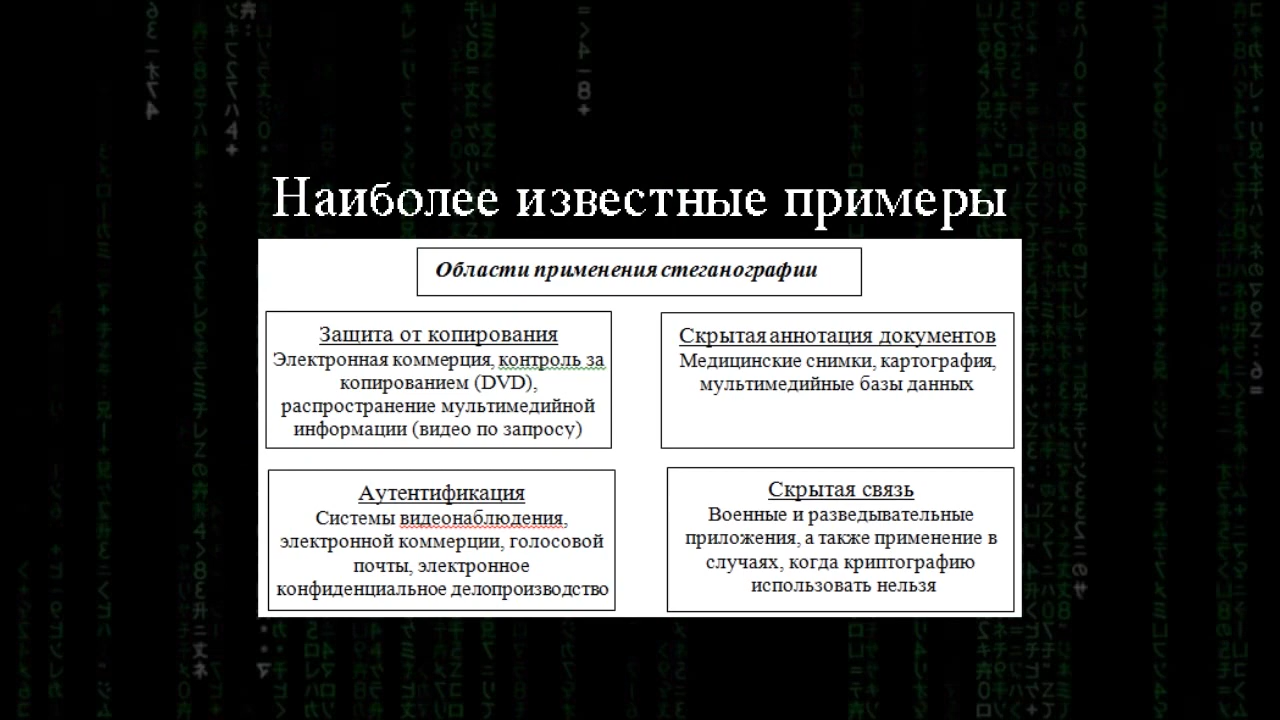 Наиболее известные примеры
Области применения стеганографии
Защита от копирования
Электронная коммерция, контроль за
копированием (DVD),
распространение мультимедийной
информации (видео по запросу)
Скрытая аннотация документов
Медицинские снимки, картография,
мультимедийные базы данных
Аутентификация
Системы видеонаблюдения,
электронной коммерции, голосовой
почты, электронное
конфиденциальное делопроизводство
Скрытая связь
Военные и разведывательные
приложения, а также применение в
случаях, когда криптографию
использовать нельзя